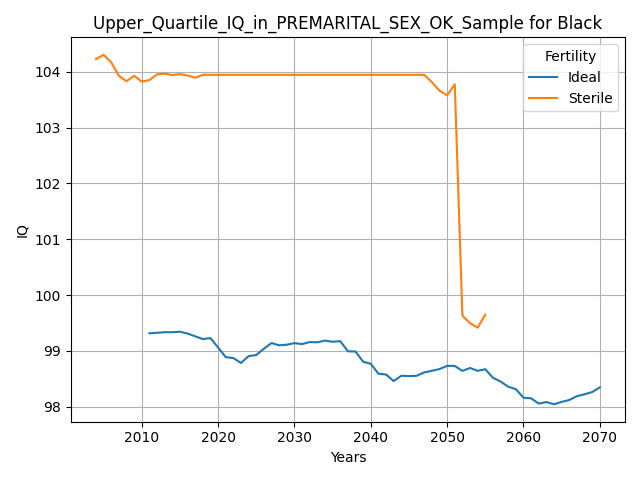 Upper_Quartile_IQ_in_PREMARITAL_SEX_OK_Sample for Black
Fertility
Ideal
Sterile
IQ
104
103
102
101
100
99
98
2010 2020 2030 2040 2050 2060 2070
Years